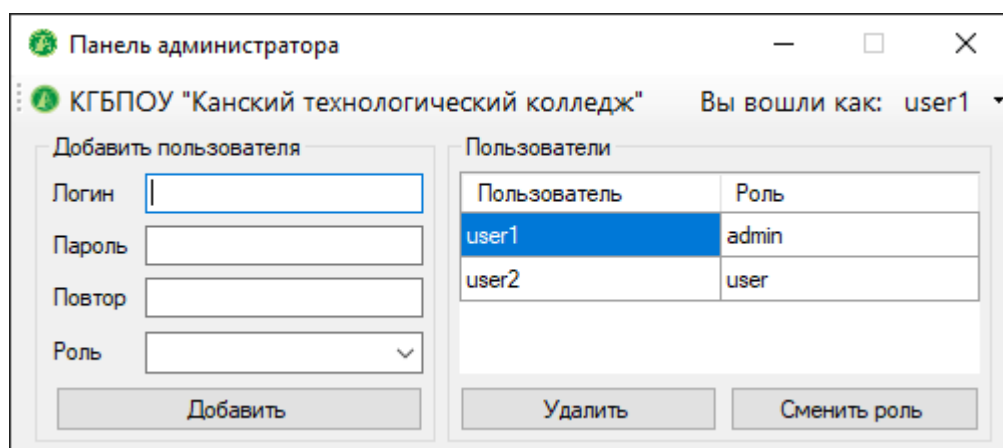 Панель администратора
КГБПОУ "Канский технологический колледж" Вы вошли как: user1
Добавить пользователя
Логин
Пароль
Повтор
Роль
Добавить
Пользователи
Пользователь Роль
user1 admin
user2 user
Удалить Сменить роль